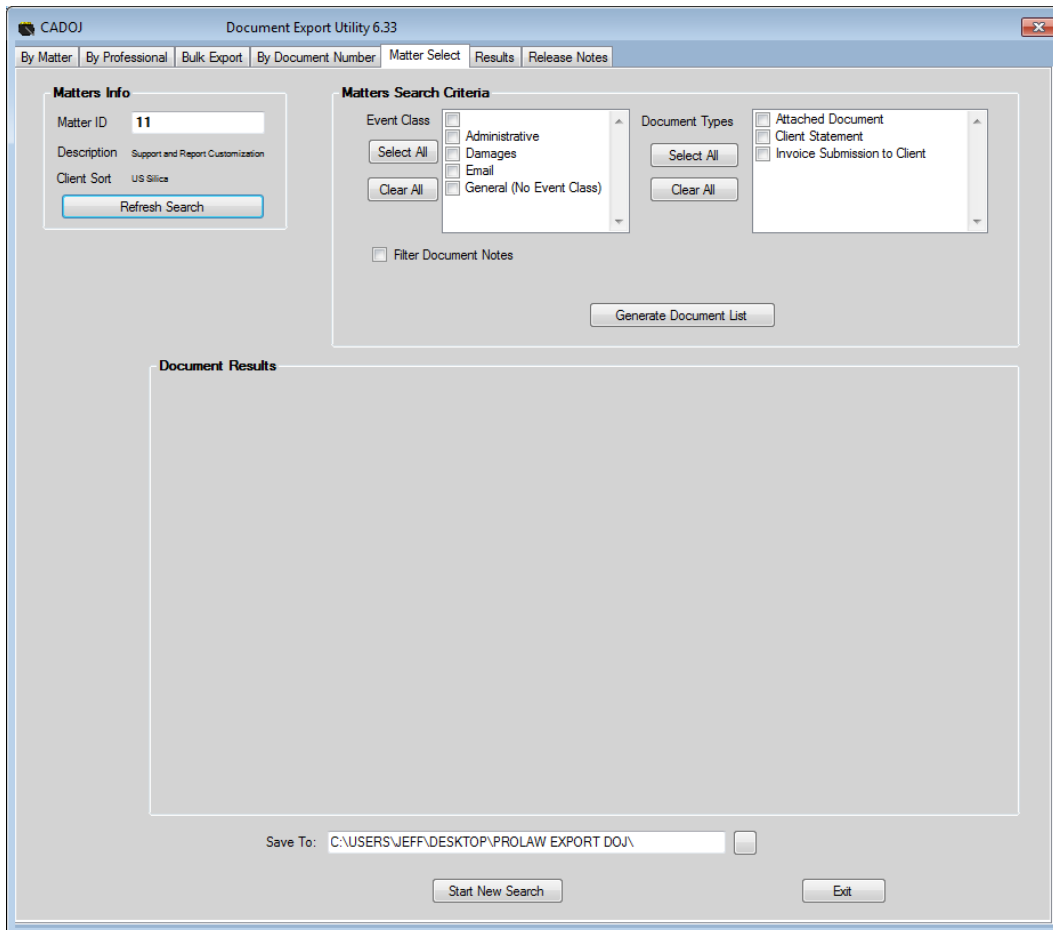 CADOJ Document Export Utility 6.33
By Matter By Professional Bulk Export By Document Number Matter Select Results Release Notes
Matters Info
Matter ID 11
Description Support and Report Customization
Client Sort US Silica
Refresh Search
Matters Search Criteria
Event Class
Select All
Clear All
Administrative
Damages
Email
General (No Event Class)
Document Types
Select All
Clear All
Attached Document
Client Statement
Invoice Submission to Client
Filter Document Notes
Generate Document List
Document Results
Save To: C:\USERS\JEFF\DESKTOP\PROLAW EXPORT DOJ\
Start New Search Exit